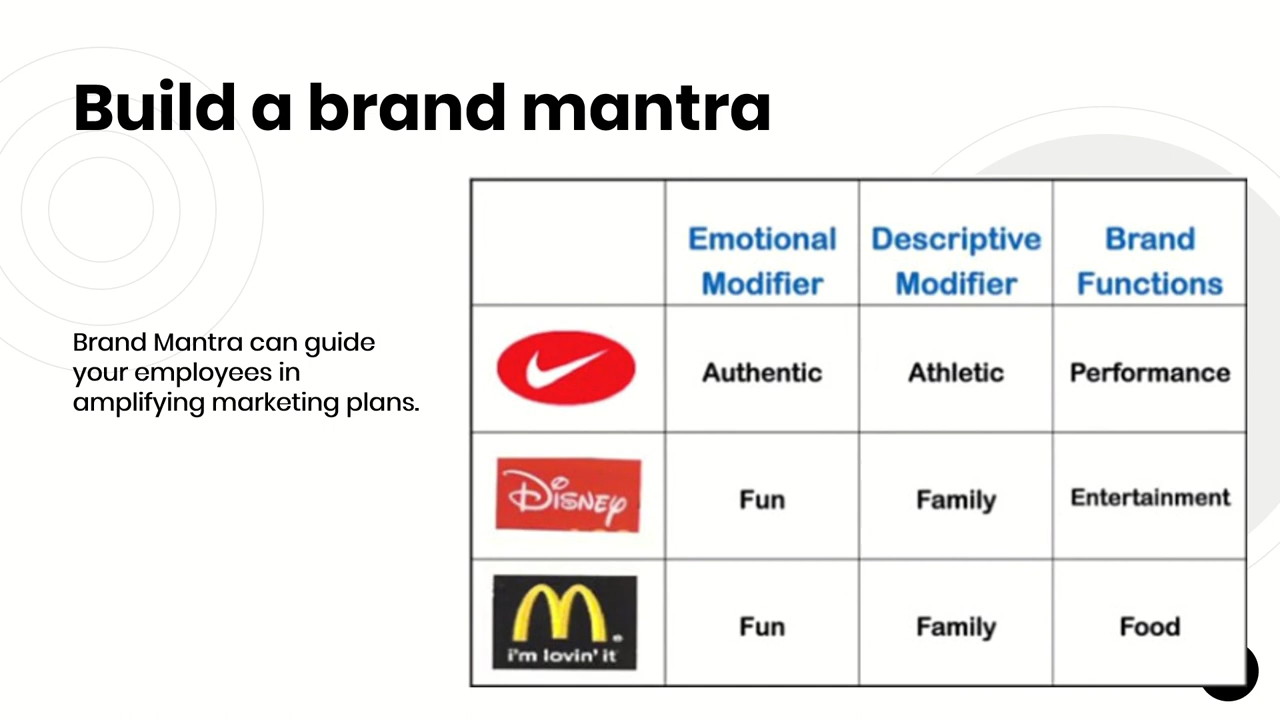 Build a brand mantra
Brand Mantra can guide
your employees in
amplifying marketing plans.
Emotional Modifier
Descriptive Modifier
Brand Functions
Authentic
Athletic
Performance
DISNEY
Fun
Family
Entertainment
i'm lovin' it
Fun
Family
Food